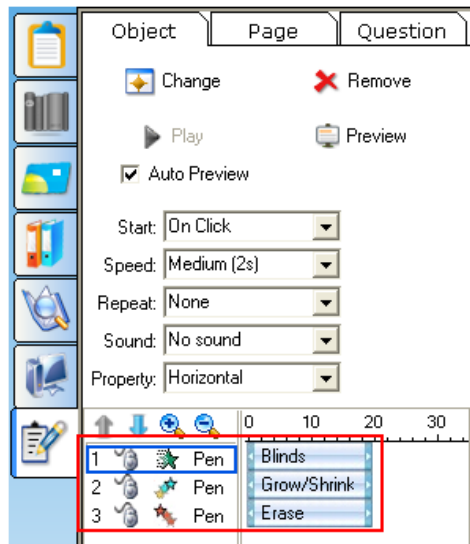 Object Page Question
Change Remove
Play Preview
Auto Preview
Start: On Click
Speed: Medium (2s)
Repeat: None
Sound: No sound
Property: Horizontal
0 10 20 30
1 Pen Blinds
2 Pen Grow/Shrink
3 Pen Erase